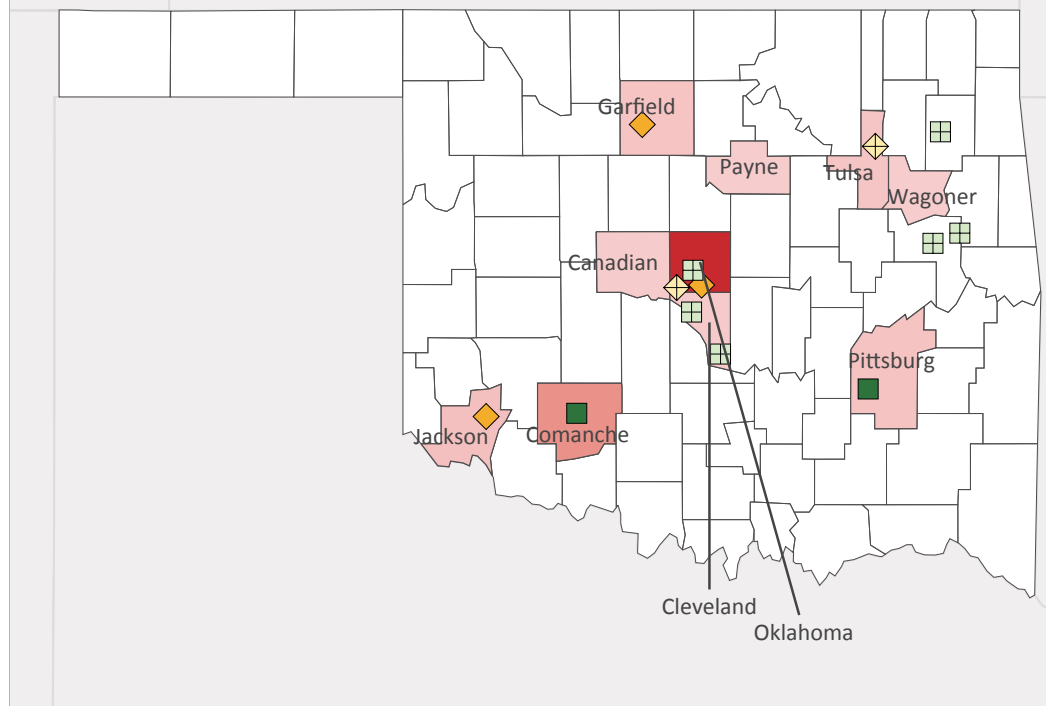 Garfield
Payne
Tulsa
Wagoner
Canadian
Pittsburg
Jackson
Comanche
Cleveland
Oklahoma